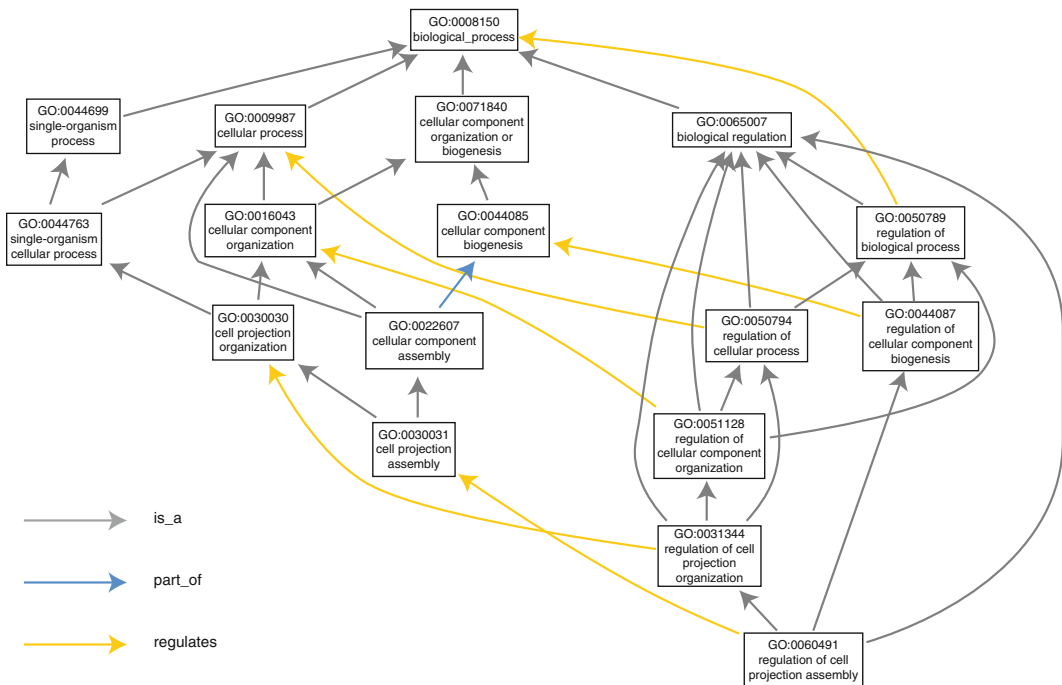 GO:0008150
biological_process
GO:0044699
single-organism
process
GO:0009987
cellular process
GO:0071840
cellular component
organization or
biogenesis
GO:0065007
biological regulation
GO:0044763
single-organism
cellular process
GO:0016043
cellular component
organization
GO:0044085
cellular component
biogenesis
GO:0050789
regulation of
biological process
GO:0030030
cell projection
organization
GO:0022607
cellular component
assembly
GO:0050794
regulation of
cellular process
GO:0044087
regulation of
cellular component
biogenesis
GO:0030031
cell projection
assembly
GO:0051128
regulation of
cellular component
organization
GO:0031344
regulation of cell
projection
organization
GO:0060491
regulation of cell
projection assembly
is_a
part_of
regulates